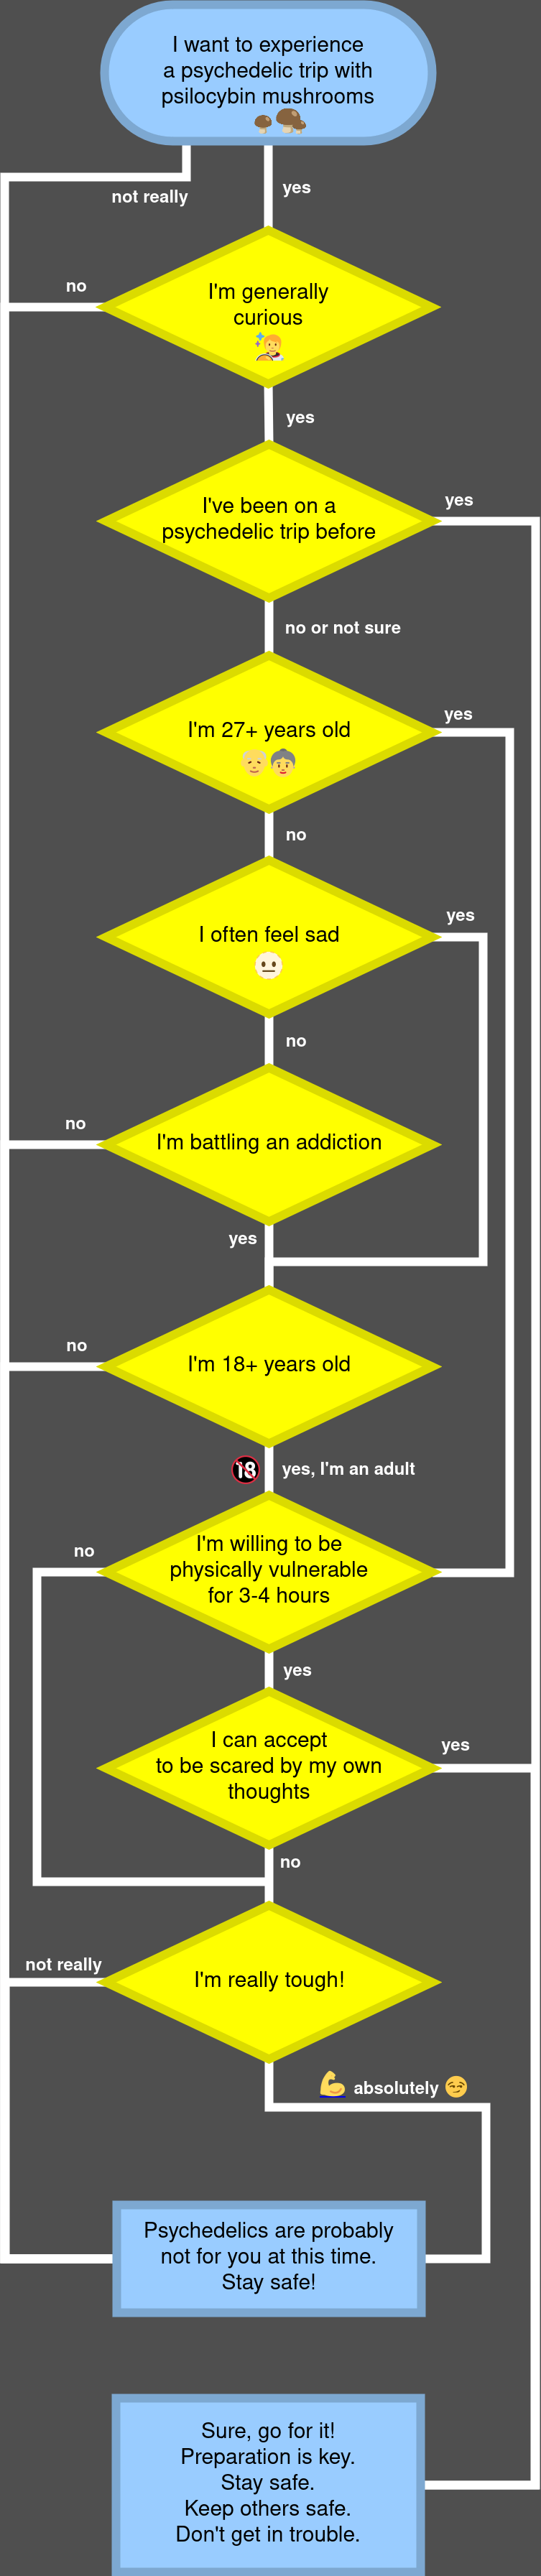 I want to experience
a psychedelic trip with
psilocybin mushrooms
not really
yes
no
I'm generally
curious
yes
I've been on a
psychedelic trip before
yes
no or not sure
I'm 27+ years old
yes
no
I often feel sad
yes
no
I'm battling an addiction
no
yes
I'm 18+ years old
no
18
yes, I'm an adult
I'm willing to be
physically vulnerable
for 3-4 hours
no
yes
I can accept
to be scared by my own
thoughts
yes
no
I'm really tough!
not really
absolutely
Psychedelics are probably
not for you at this time.
Stay safe!
Sure, go for it!
Preparation is key.
Stay safe.
Keep others safe.
Don't get in trouble.